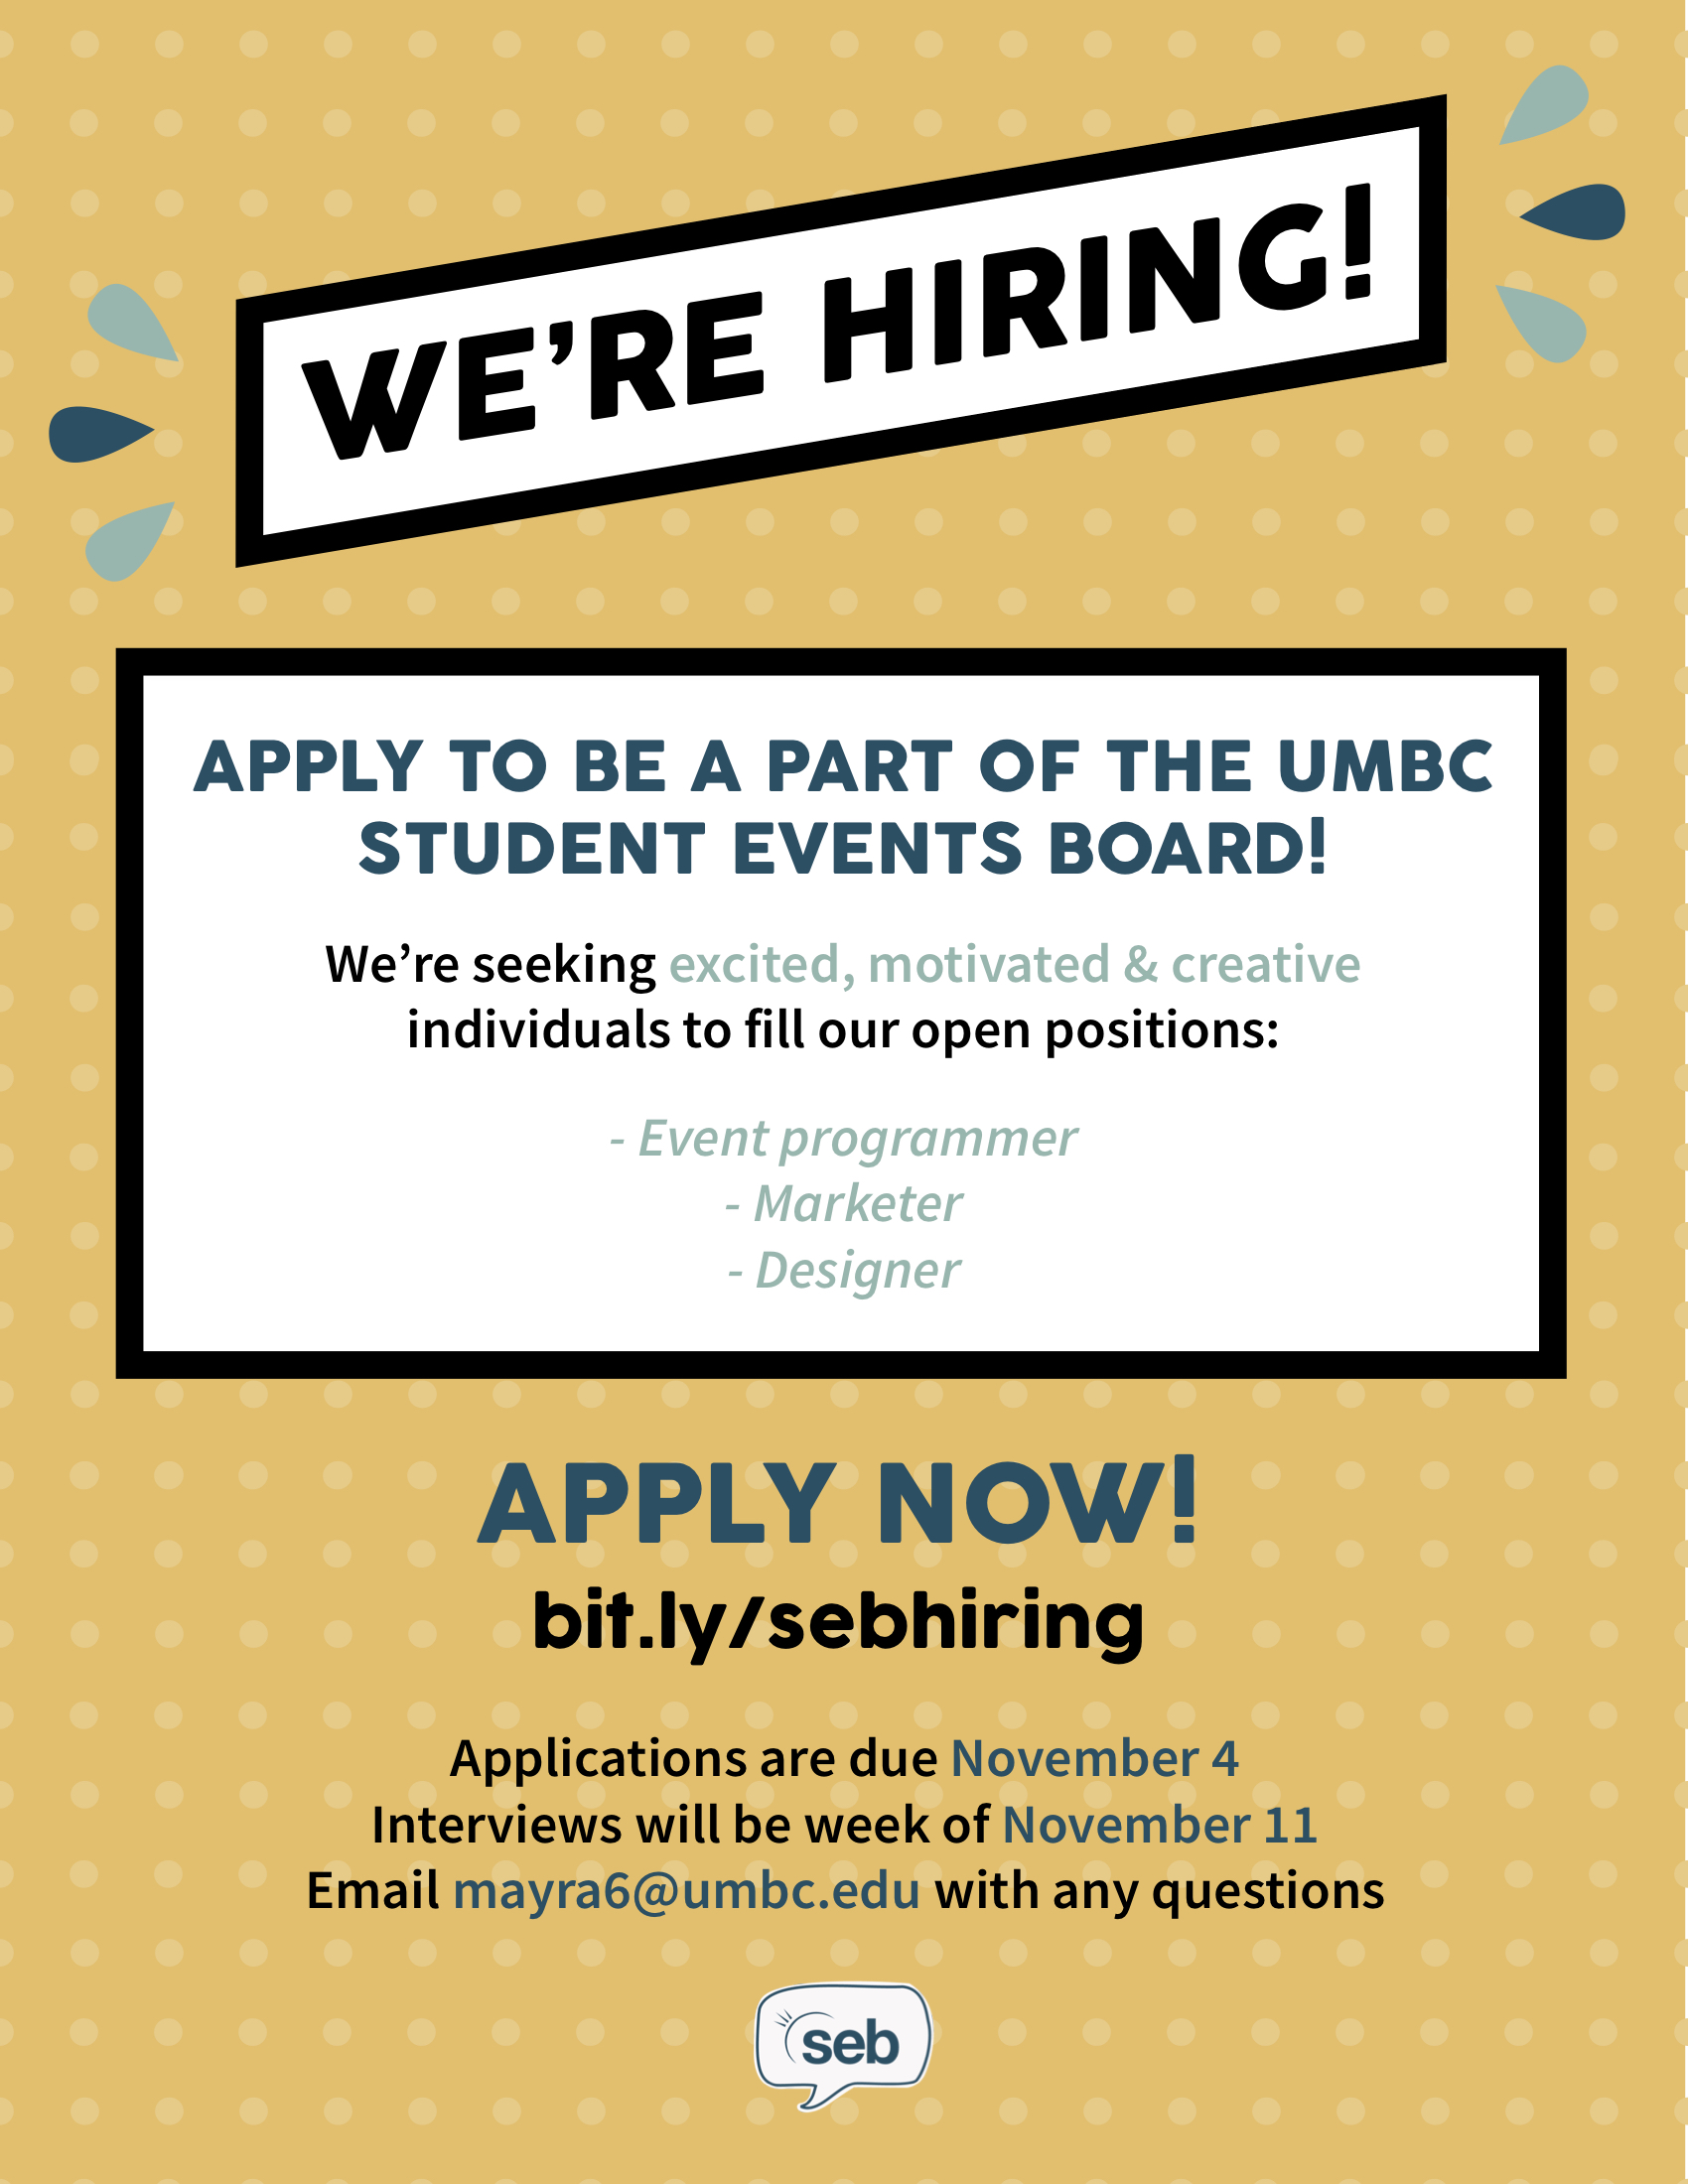 WE’RE HIRING!
APPLY TO BE A PART OF THE UMBC
STUDENT EVENTS BOARD!
We’re seeking excited, motivated & creative
individuals to fill our open positions:
- Event programmer
- Marketer
- Designer
APPLY NOW!
bit.ly/sebhiring
Applications are due November 4
Interviews will be week of November 11
Email mayra6@umbc.edu with any questions
seb